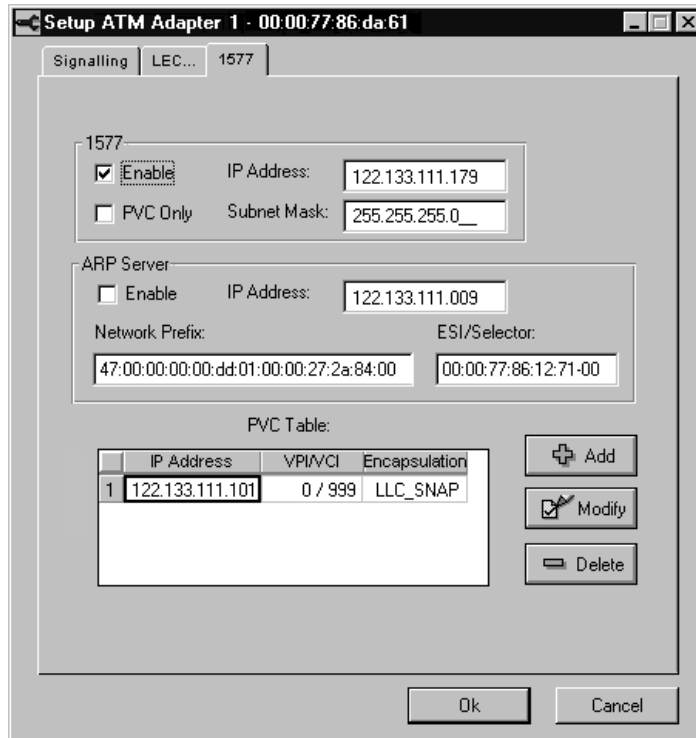 Setup ATM Adapter 1 - 00:00:77:86:da:61
Signalling LEC... 1577
1577
Enable IP Address: 122.133.111.179
PVC Only Subnet Mask: 255.255.255.0__
ARP Server
Enable IP Address: 122.133.111.009
Network Prefix: ESI/Selector:
47:00:00:00:00:dd:01:00:00:27:2a:84:00 00:00:77:86:12:71-00
PVC Table:
IP Address VPI/VCI Encapsulation
1 122.133.111.101 0 / 999 LLC_SNAP
Add
Modify
Delete
Ok Cancel